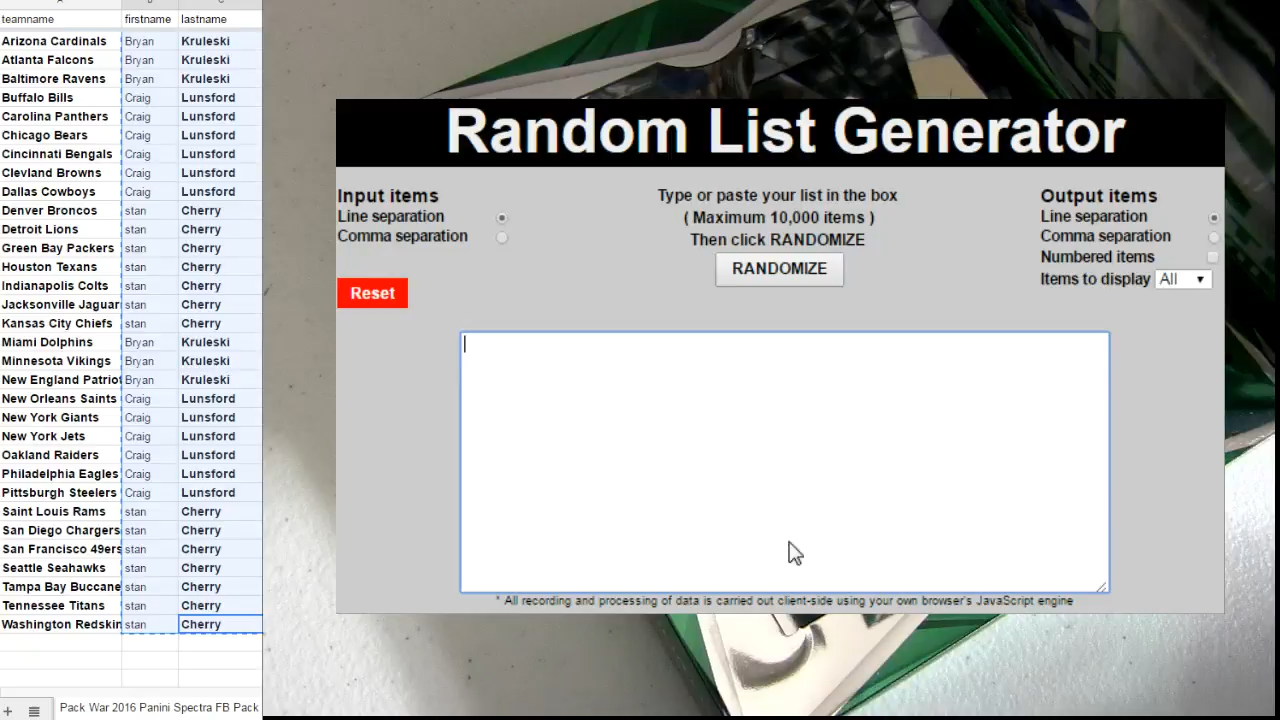 teamname firstname lastname
Arizona Cardinals Bryan Kruleski
Atlanta Falcons Bryan Kruleski
Baltimore Ravens Bryan Kruleski
Buffalo Bills Craig Lunsford
Carolina Panthers Craig Lunsford
Chicago Bears Craig Lunsford
Cincinnati Bengals Craig Lunsford
Clevland Browns Craig Lunsford
Dallas Cowboys Craig Lunsford
Denver Broncos stan Cherry
Detroit Lions stan Cherry
Green Bay Packers stan Cherry
Houston Texans stan Cherry
Indianapolis Colts stan Cherry
Jacksonville Jaguar stan Cherry
Kansas City Chiefs stan Cherry
Miami Dolphins Bryan Kruleski
Minnesota Vikings Bryan Kruleski
New England Patriot Bryan Kruleski
New Orleans Saints Craig Lunsford
New York Giants Craig Lunsford
New York Jets Craig Lunsford
Oakland Raiders Craig Lunsford
Philadelphia Eagles Craig Lunsford
Pittsburgh Steelers Craig Lunsford
Saint Louis Rams stan Cherry
San Diego Chargers stan Cherry
San Francisco 49ers stan Cherry
Seattle Seahawks stan Cherry
Tampa Bay Buccane stan Cherry
Tennessee Titans stan Cherry
Washington Redskin stan Cherry
Pack War 2016 Panini Spectra FB Pack
Random List Generator
Input items
Line separation
Comma separation
Reset
Type or paste your list in the box
( Maximum 10,000 items )
Then click RANDOMIZE
RANDOMIZE
Output items
Line separation
Comma separation
Numbered items
Items to display All
* All recording and processing of data is carried out client-side using your own browser's JavaScript engine